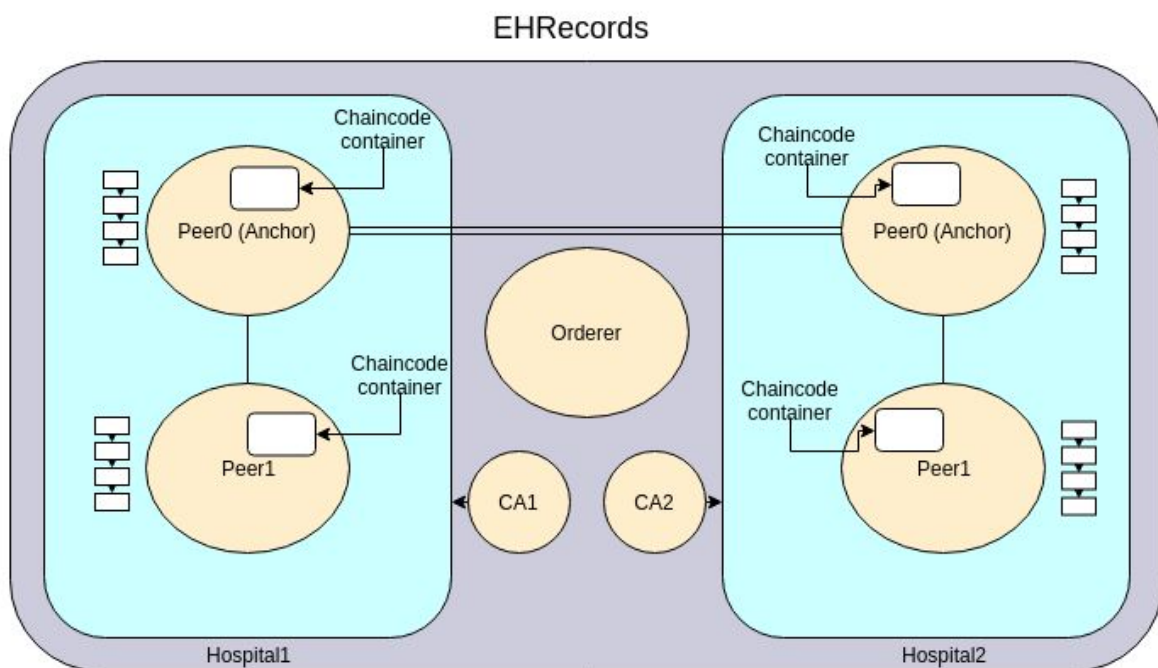 EHRecords
Chaincode
container
Peer0 (Anchor)
Chaincode
container
Peer0 (Anchor)
Orderer
Chaincode
container
Peer1
Chaincode
container
Peer1
CA1
CA2
Hospital1
Hospital2